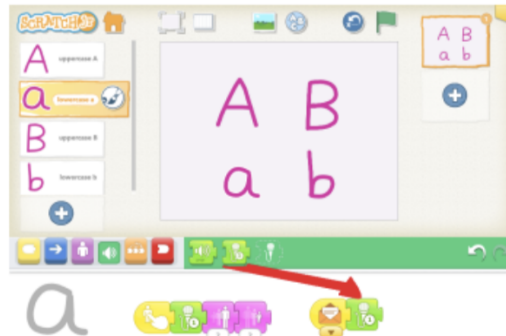 SCRATCHJr
A uppercase A
a lowercase a
B uppercase B
b lowercase b
A B
a b
A B
a b
a